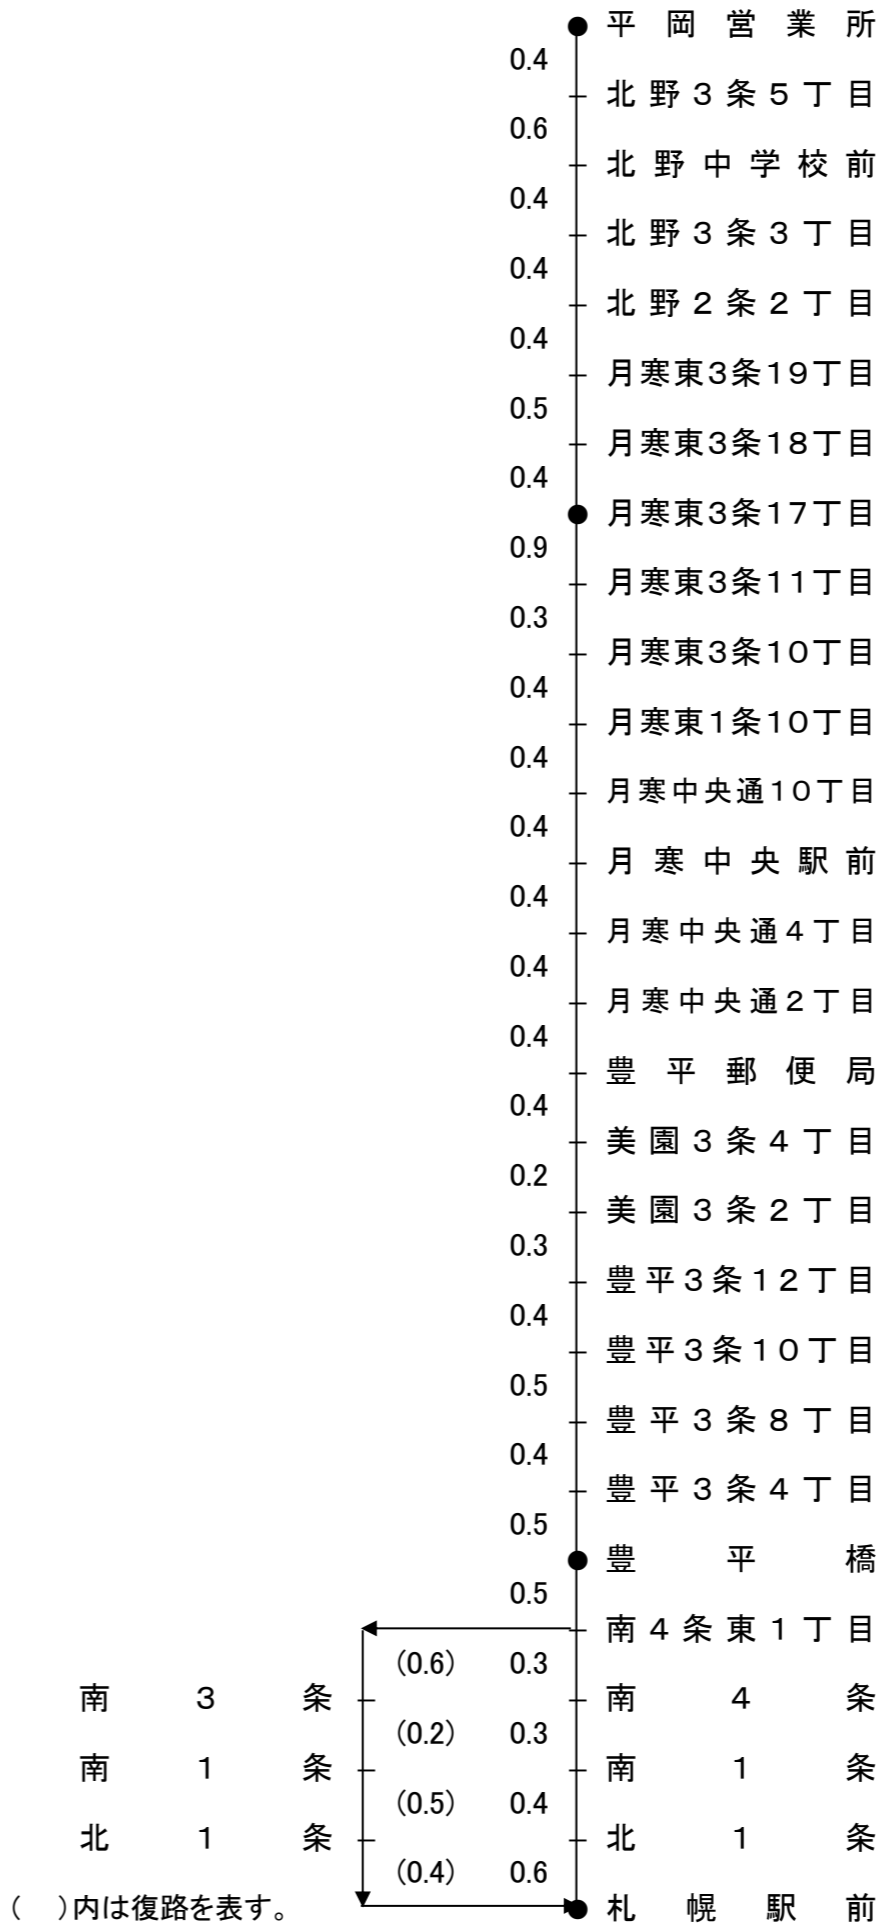 平岡営業所
0.4
北野3条5丁目
0.6
北野中学校前
0.4
北野3条3丁目
0.4
北野2条2丁目
0.4
月寒東3条19丁目
0.5
月寒東3条18丁目
0.4
月寒東3条17丁目
0.9
月寒東3条11丁目
0.3
月寒東3条10丁目
0.4
月寒東1条10丁目
0.4
月寒中央通10丁目
0.4
月寒中央駅前
0.4
月寒中央通4丁目
0.4
月寒中央通2丁目
0.4
豊平郵便局
0.4
美園3条4丁目
0.2
美園3条2丁目
0.3
豊平3条12丁目
0.4
豊平3条10丁目
0.5
豊平3条8丁目
0.4
豊平3条4丁目
0.5
豊平橋
0.5
南4条東1丁目
(0.6) 0.3
南3条 南4条
(0.2) 0.3
南1条 南1条
(0.5) 0.4
北1条 北1条
(0.4) 0.6
( )内は復路を表す。 札幌駅前